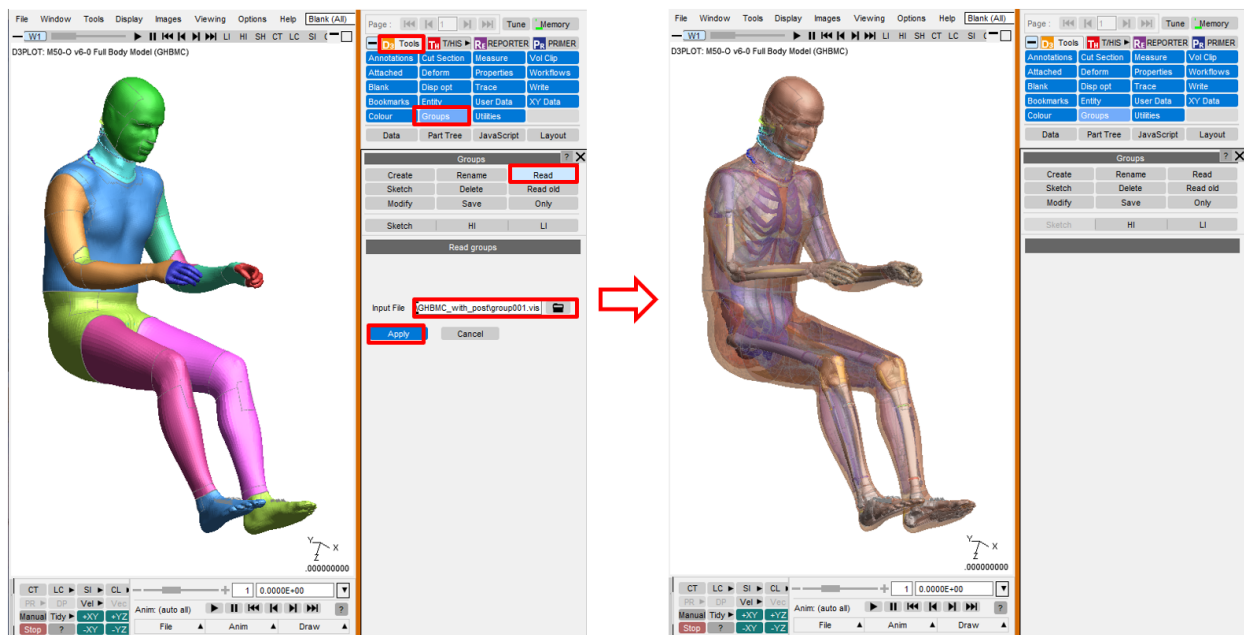 File Window Tools Display Images Viewing Options Help Blank (All)
W1 LI HI SH CT LC SI (
D3PLOT: M50-O v6-0 Full Body Model (GHBMC)
Y X
Z
.000000000
CT LC SI CL
PR DP Vel Vec
Manual Tidy +XY +YZ
Stop ? -XY -YZ
1 0.0000E+00
Anim: (auto all) ?
File Anim Draw
Page : 1 Tune _Memory
Tools T/HIS REPORTER PRIMER
Annotations Cut Section Measure Vol Clip
Attached Deform Properties Workflows
Blank Disp opt Trace Write
Bookmarks Entity User Data XY Data
Colour Groups Utilities
Data Part Tree JavaScript Layout
Groups ? X
Create Rename Read
Sketch Delete Read old
Modify Save Only
Sketch HI LI
Read groups
Input File \GHBMC_with_post\group001.vis
Apply Cancel
File Window Tools Display Images Viewing Options Help Blank (All)
W1 LI HI SH CT LC SI (
D3PLOT: M50-O v6-0 Full Body Model (GHBMC)
Y X
Z
.000000000
CT LC SI CL
PR DP Vel Vec
Manual Tidy +XY +YZ
Stop ? -XY -YZ
1 0.0000E+00
Anim: (auto all) ?
File Anim Draw
Page : 1 Tune _Memory
Tools T/HIS REPORTER PRIMER
Annotations Cut Section Measure Vol Clip
Attached Deform Properties Workflows
Blank Disp opt Trace Write
Bookmarks Entity User Data XY Data
Colour Groups Utilities
Data Part Tree JavaScript Layout
Groups ? X
Create Rename Read
Sketch Delete Read old
Modify Save Only
Sketch HI LI